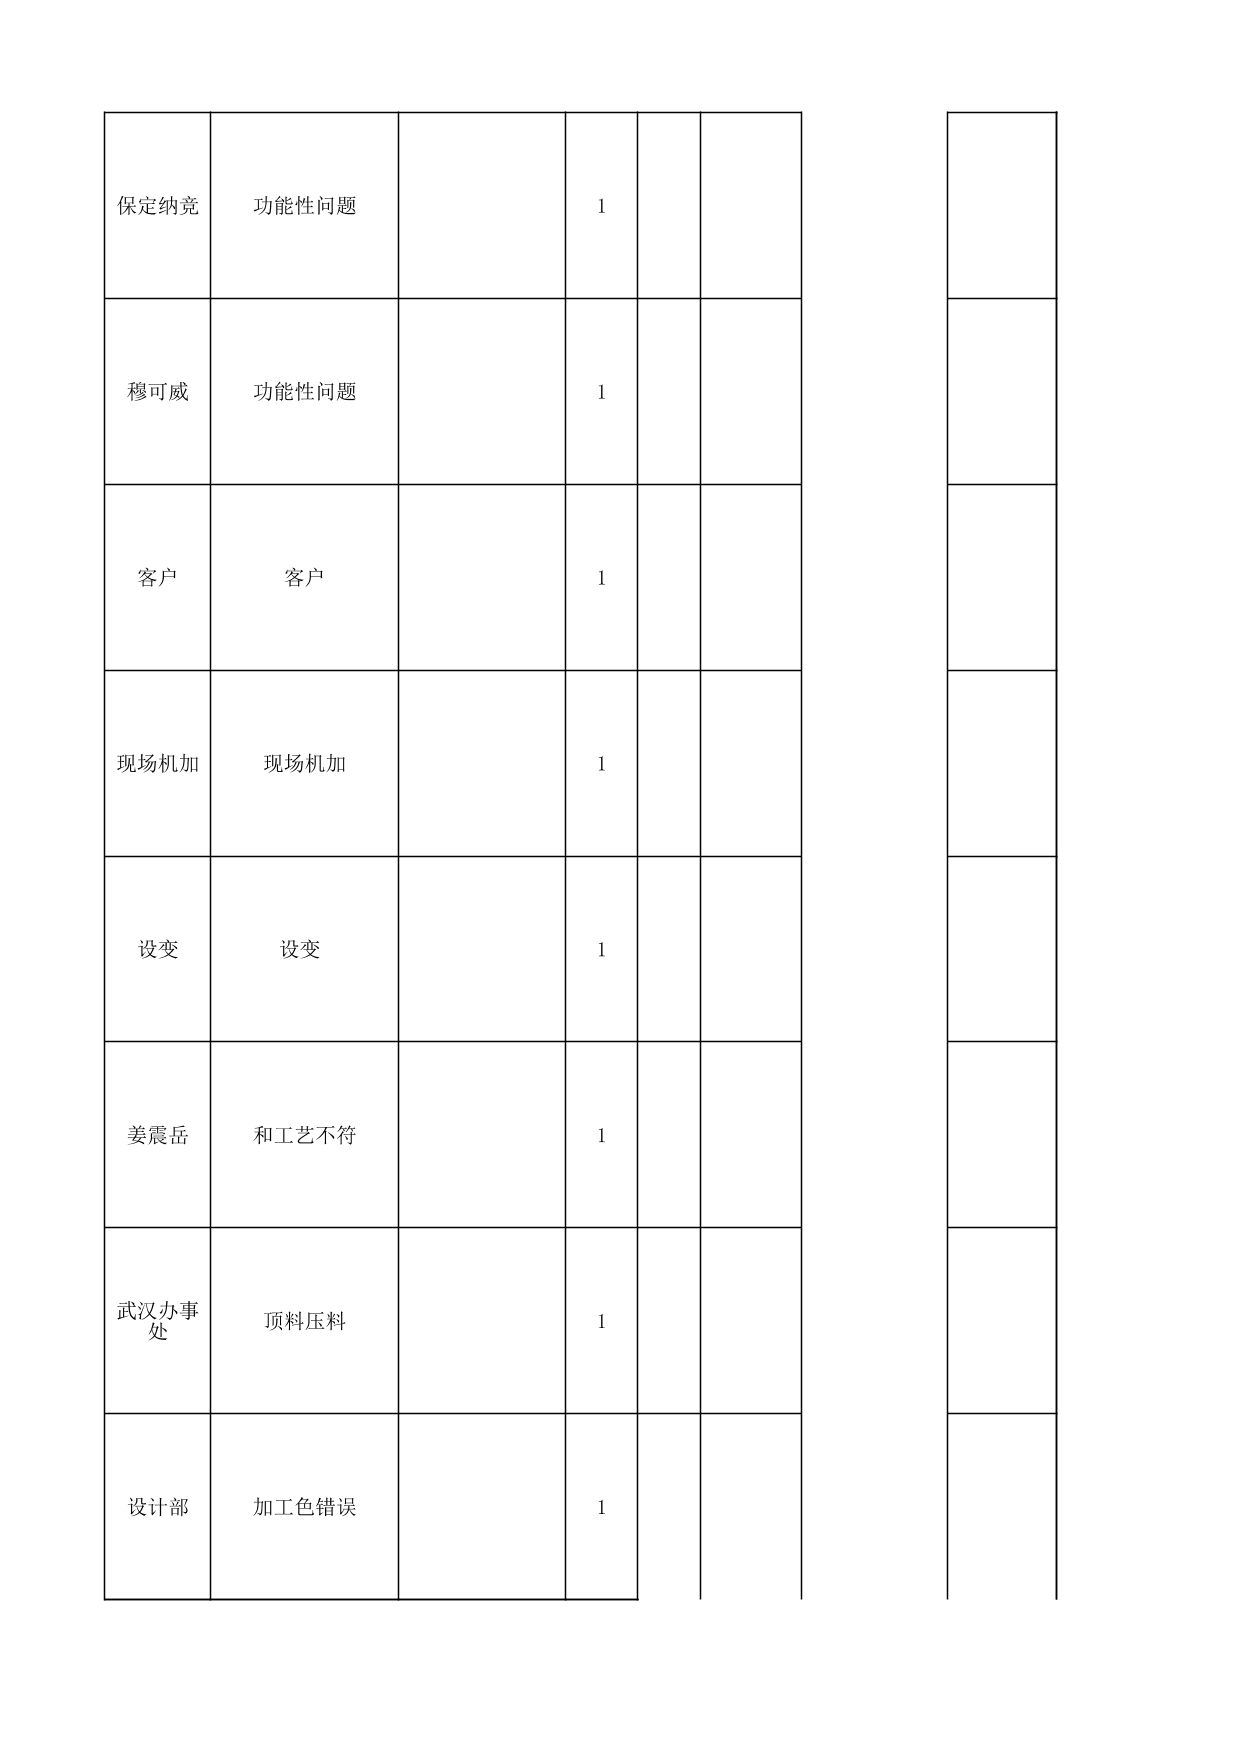 保定纳竞 功能性问题 1
穆可威 功能性问题 1
客户 客户 1
现场机加 现场机加 1
设变 设变 1
姜震岳 和工艺不符 1
武汉办事
处 顶料压料 1
设计部 加工色错误 1